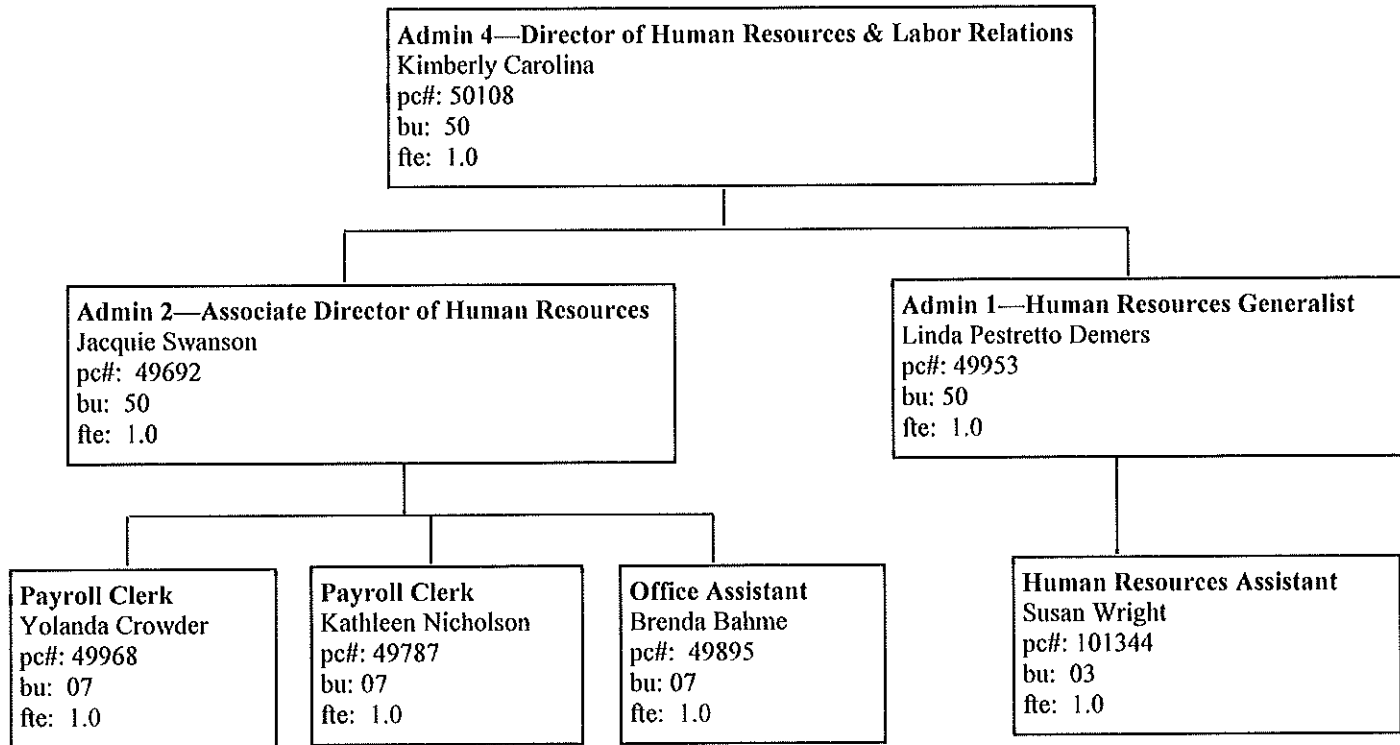 Admin 4—Director of Human Resources & Labor Relations
Kimberly Carolina
pc#: 50108
bu: 50
fte: 1.0
Admin 2—Associate Director of Human Resources
Jacquie Swanson
pc#: 49692
bu: 50
fte: 1.0
Admin 1—Human Resources Generalist
Linda Pestretto Demers
pc#: 49953
bu: 50
fte: 1.0
Payroll Clerk
Yolanda Crowder
pc#: 49968
bu: 07
fte: 1.0
Payroll Clerk
Kathleen Nicholson
pc#: 49787
bu: 07
fte: 1.0
Office Assistant
Brenda Bahme
pc#: 49895
bu: 07
fte: 1.0
Human Resources Assistant
Susan Wright
pc#: 101344
bu: 03
fte: 1.0